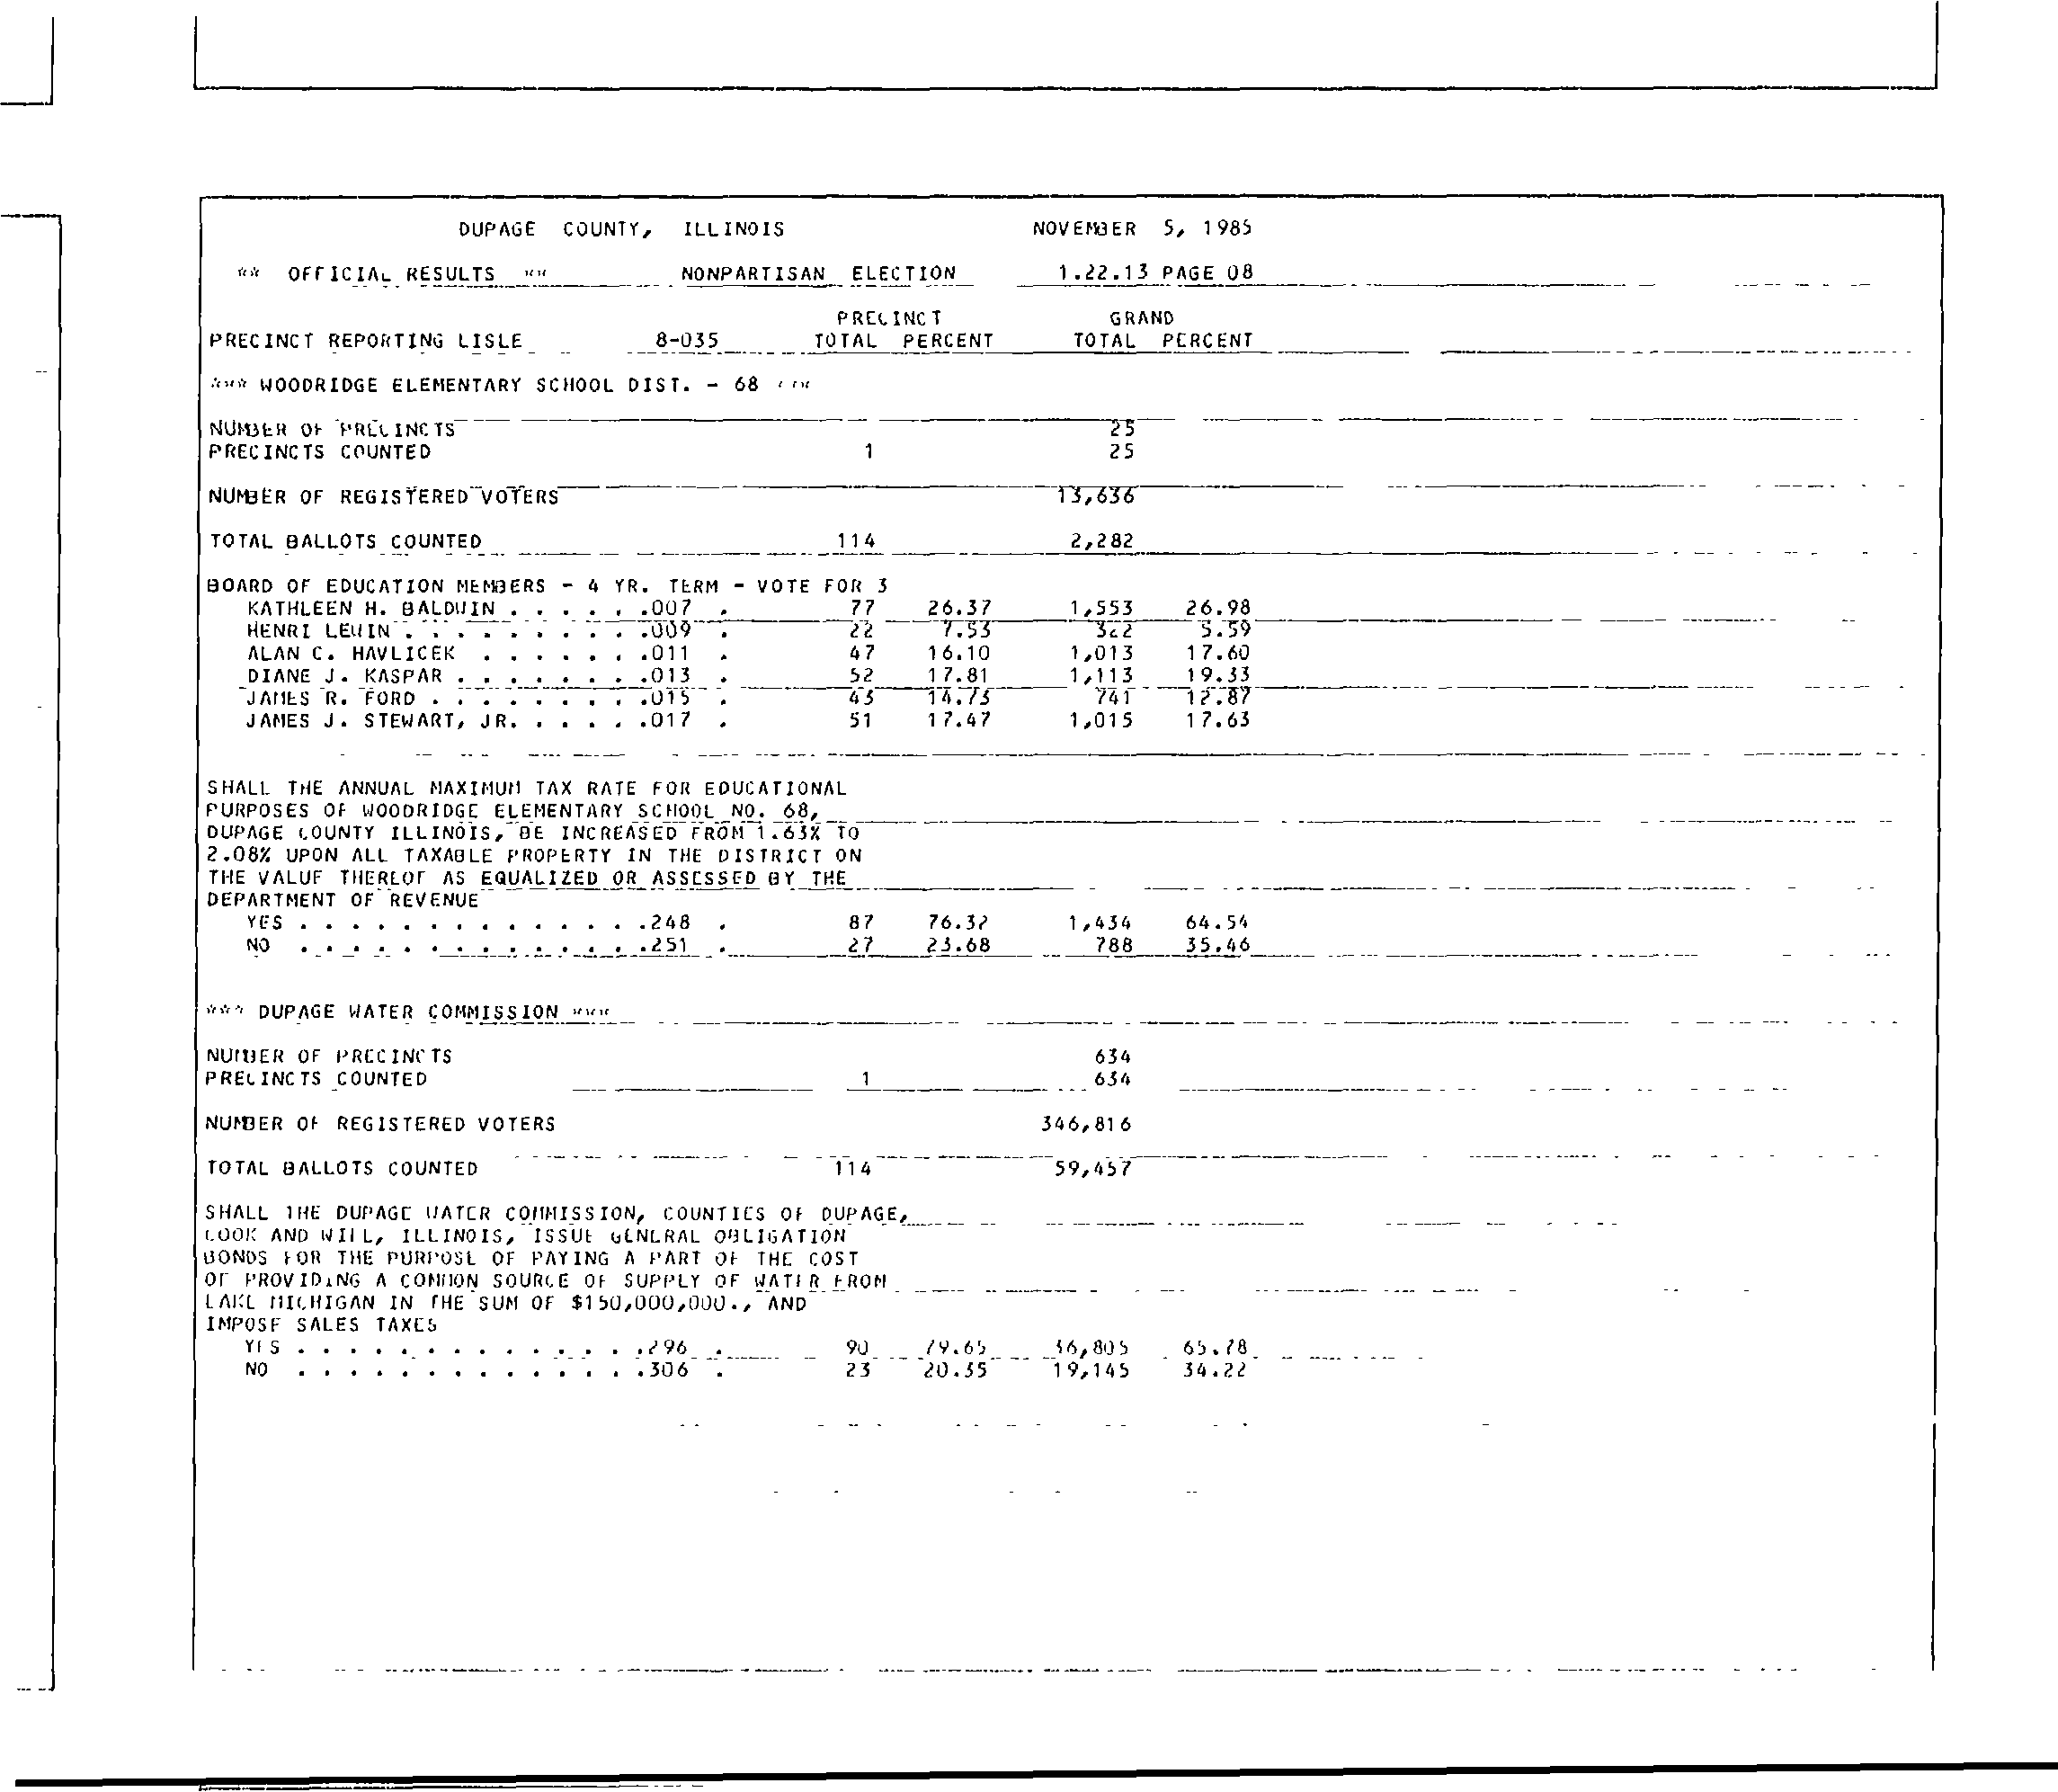 DUPAGE COUNTY, ILLINOIS NOVEMBER 5, 1985
** OFFICIAL RESULTS ** NONPARTISAN ELECTION 1.22.13 PAGE 08
PRECINCT GRAND
PRECINCT REPORTING LISLE 8-035 TOTAL PERCENT TOTAL PERCENT
*** WOODRIDGE ELEMENTARY SCHOOL DIST. - 68 ***
NUMBER OF PRECINCTS 25
PRECINCTS COUNTED 1 25
NUMBER OF REGISTERED VOTERS 13,636
TOTAL BALLOTS COUNTED 114 2,282
BOARD OF EDUCATION MEMBERS - 4 YR. TERM - VOTE FOR 3
KATHLEEN H. BALDWIN . . . . . .007 . 77 26.37 1,553 26.98
HENRI LEWIN . . . . . . . . . .009 . 22 7.53 322 5.59
ALAN C. HAVLICEK . . . . . . .011 . 47 16.10 1,013 17.60
DIANE J. KASPAR . . . . . . . .013 . 52 17.81 1,113 19.33
JAMES R. FORD . . . . . . . . .015 . 43 14.73 741 12.87
JAMES J. STEWART, JR. . . . . .017 . 51 17.47 1,015 17.63
SHALL THE ANNUAL MAXIMUM TAX RATE FOR EDUCATIONAL
PURPOSES OF WOODRIDGE ELEMENTARY SCHOOL NO. 68,
DUPAGE COUNTY ILLINOIS, BE INCREASED FROM 1.63% TO
2.08% UPON ALL TAXABLE PROPERTY IN THE DISTRICT ON
THE VALUE THEREOF AS EQUALIZED OR ASSESSED BY THE
DEPARTMENT OF REVENUE
YES . . . . . . . . . . . . . .248 . 87 76.32 1,434 64.54
NO . . . . . . . . . . . . . .251 . 27 23.68 788 35.46
*** DUPAGE WATER COMMISSION ***
NUMBER OF PRECINCTS 634
PRECINCTS COUNTED 1 634
NUMBER OF REGISTERED VOTERS 346,816
TOTAL BALLOTS COUNTED 114 59,457
SHALL THE DUPAGE WATER COMMISSION, COUNTIES OF DUPAGE,
COOK AND WILL, ILLINOIS, ISSUE GENERAL OBLIGATION
BONDS FOR THE PURPOSE OF PAYING A PART OF THE COST
OF PROVIDING A COMMON SOURCE OF SUPPLY OF WATER FROM
LAKE MICHIGAN IN THE SUM OF $150,000,000., AND
IMPOSE SALES TAXES
YES . . . . . . . . . . . . . .296 . 90 79.65 36,805 65.78
NO . . . . . . . . . . . . . .306 . 23 20.35 19,145 34.22